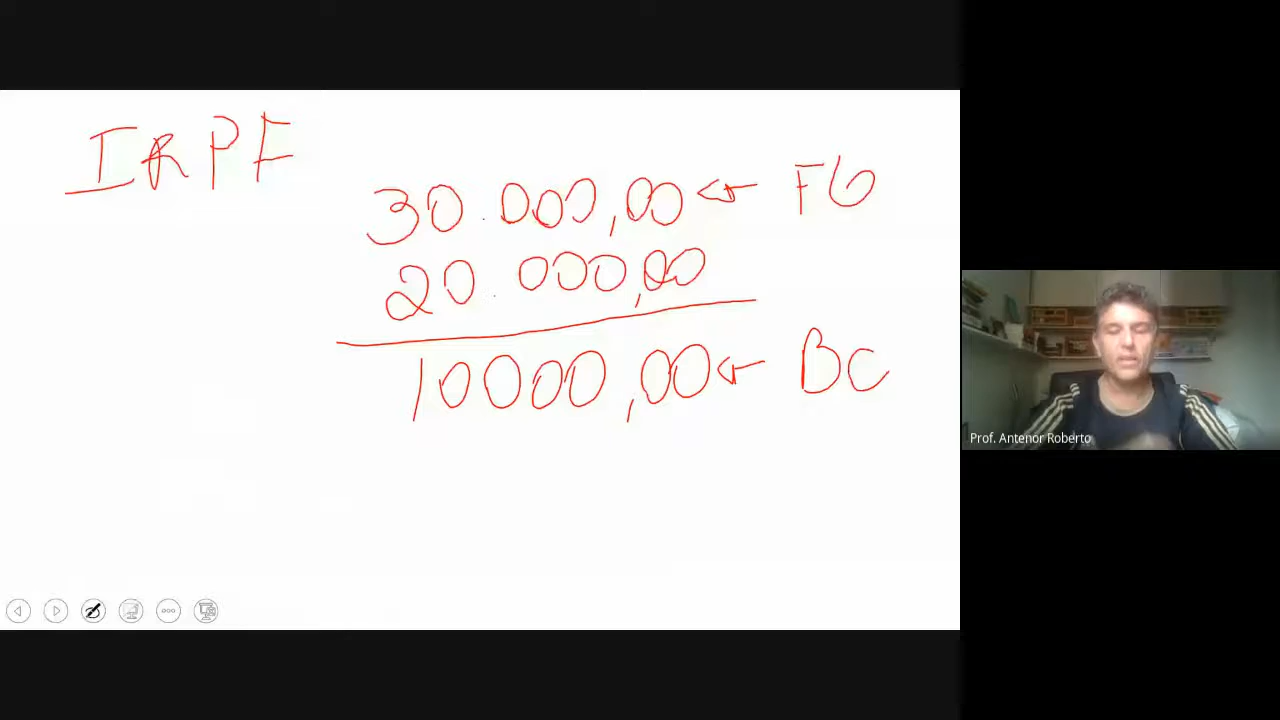 IRPF
30.000,00 ← FG
20.000,00
10000,00 ← BC
Prof. Antenor Roberto